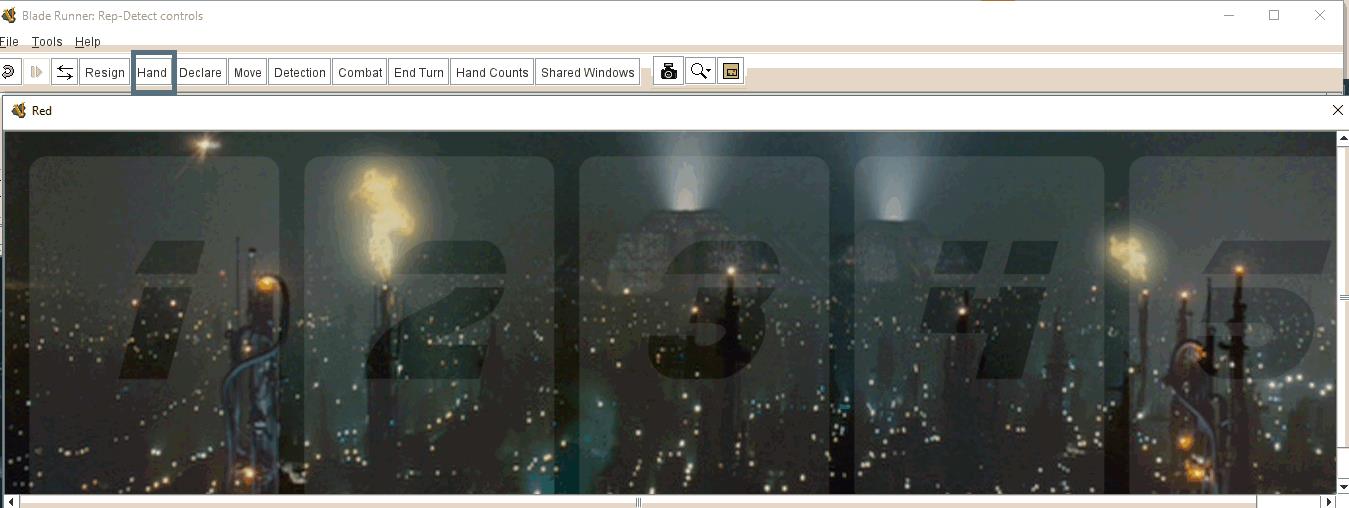 Blade Runner: Rep-Detect controls
File Tools Help
Resign Hand Declare Move Detection Combat End Turn Hand Counts Shared Windows
Red
1 2 3 4 5